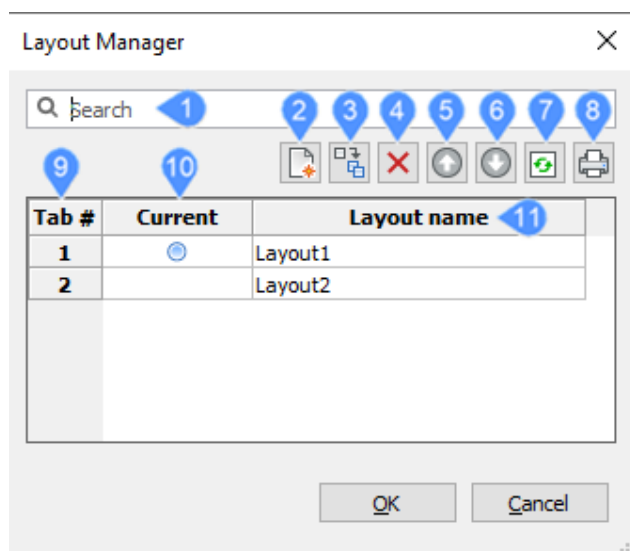 Layout Manager
Search 1 2 3 4 5 6 7 8
9 10
Tab # Current Layout name 11
1 Layout1
2 Layout2
OK Cancel